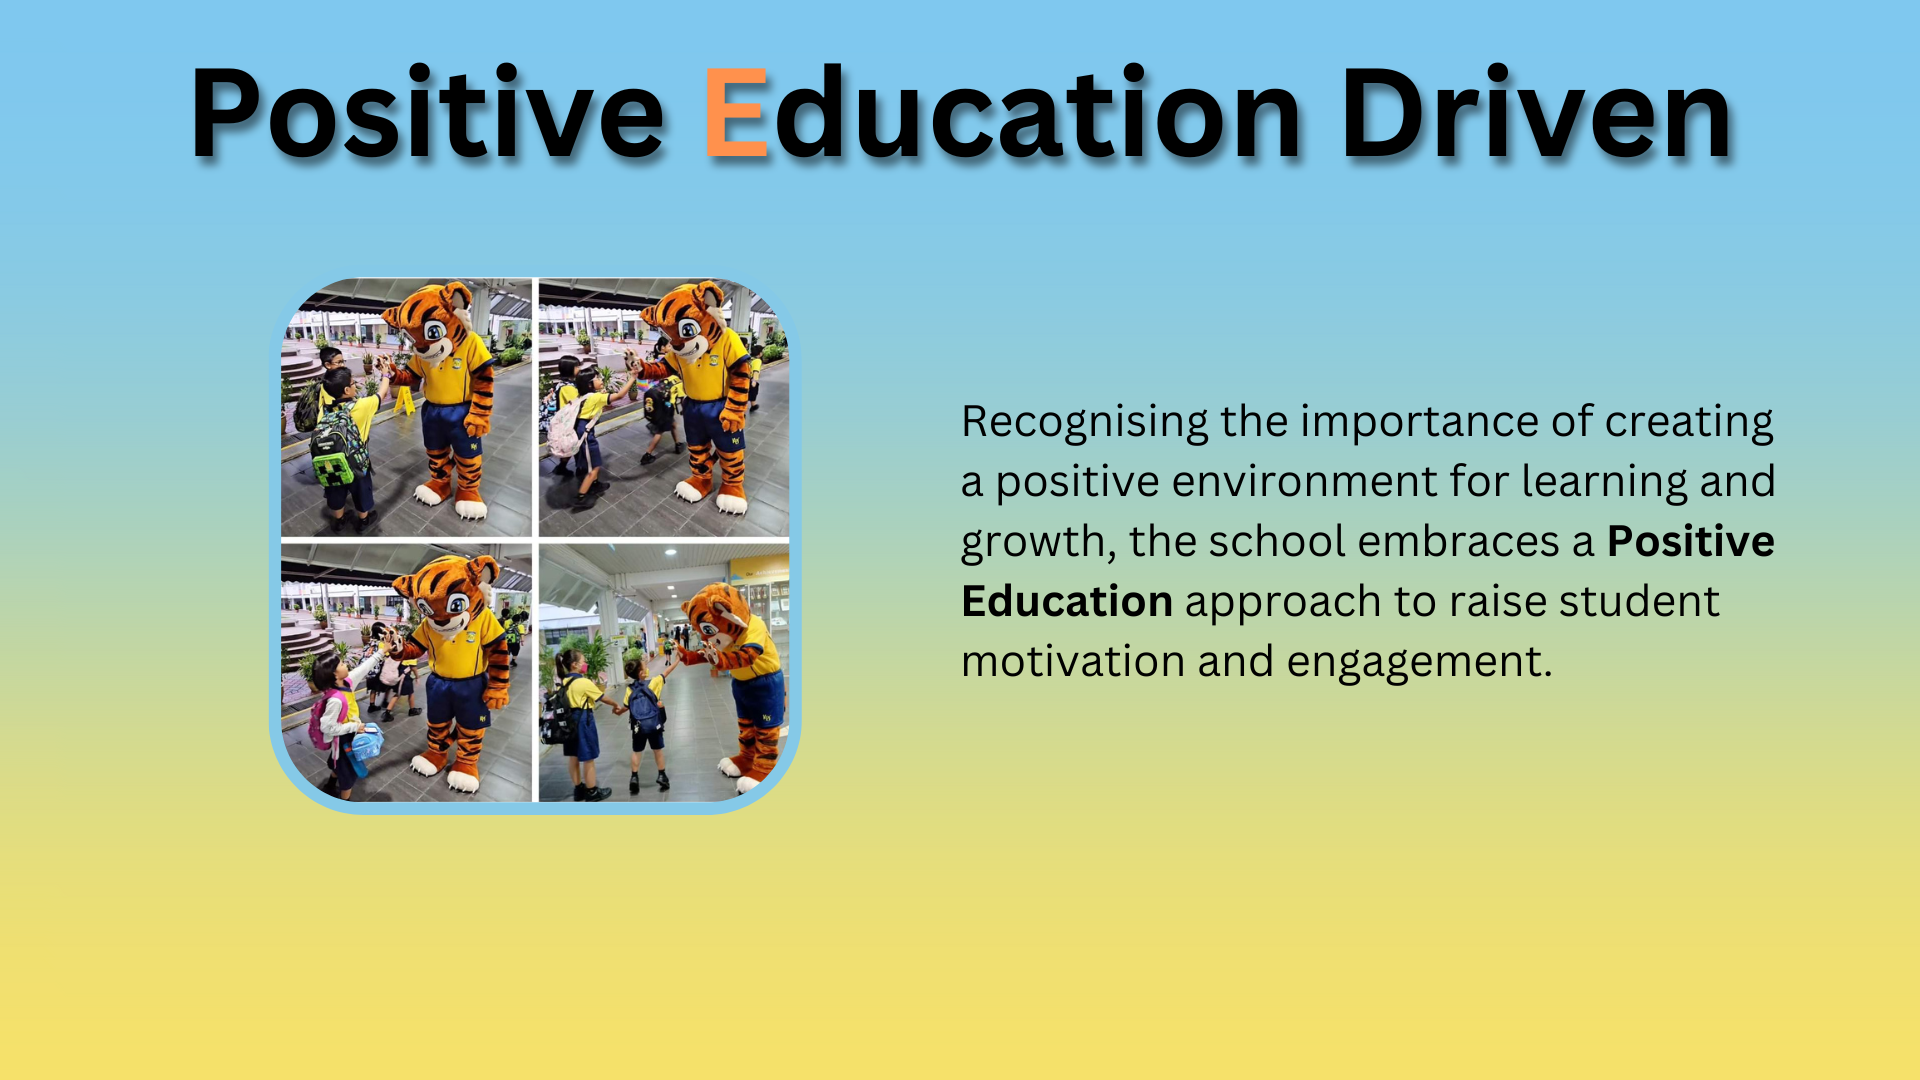 Positive Education Driven
Recognising the importance of creating
a positive environment for learning and
growth, the school embraces a Positive
Education approach to raise student
motivation and engagement.